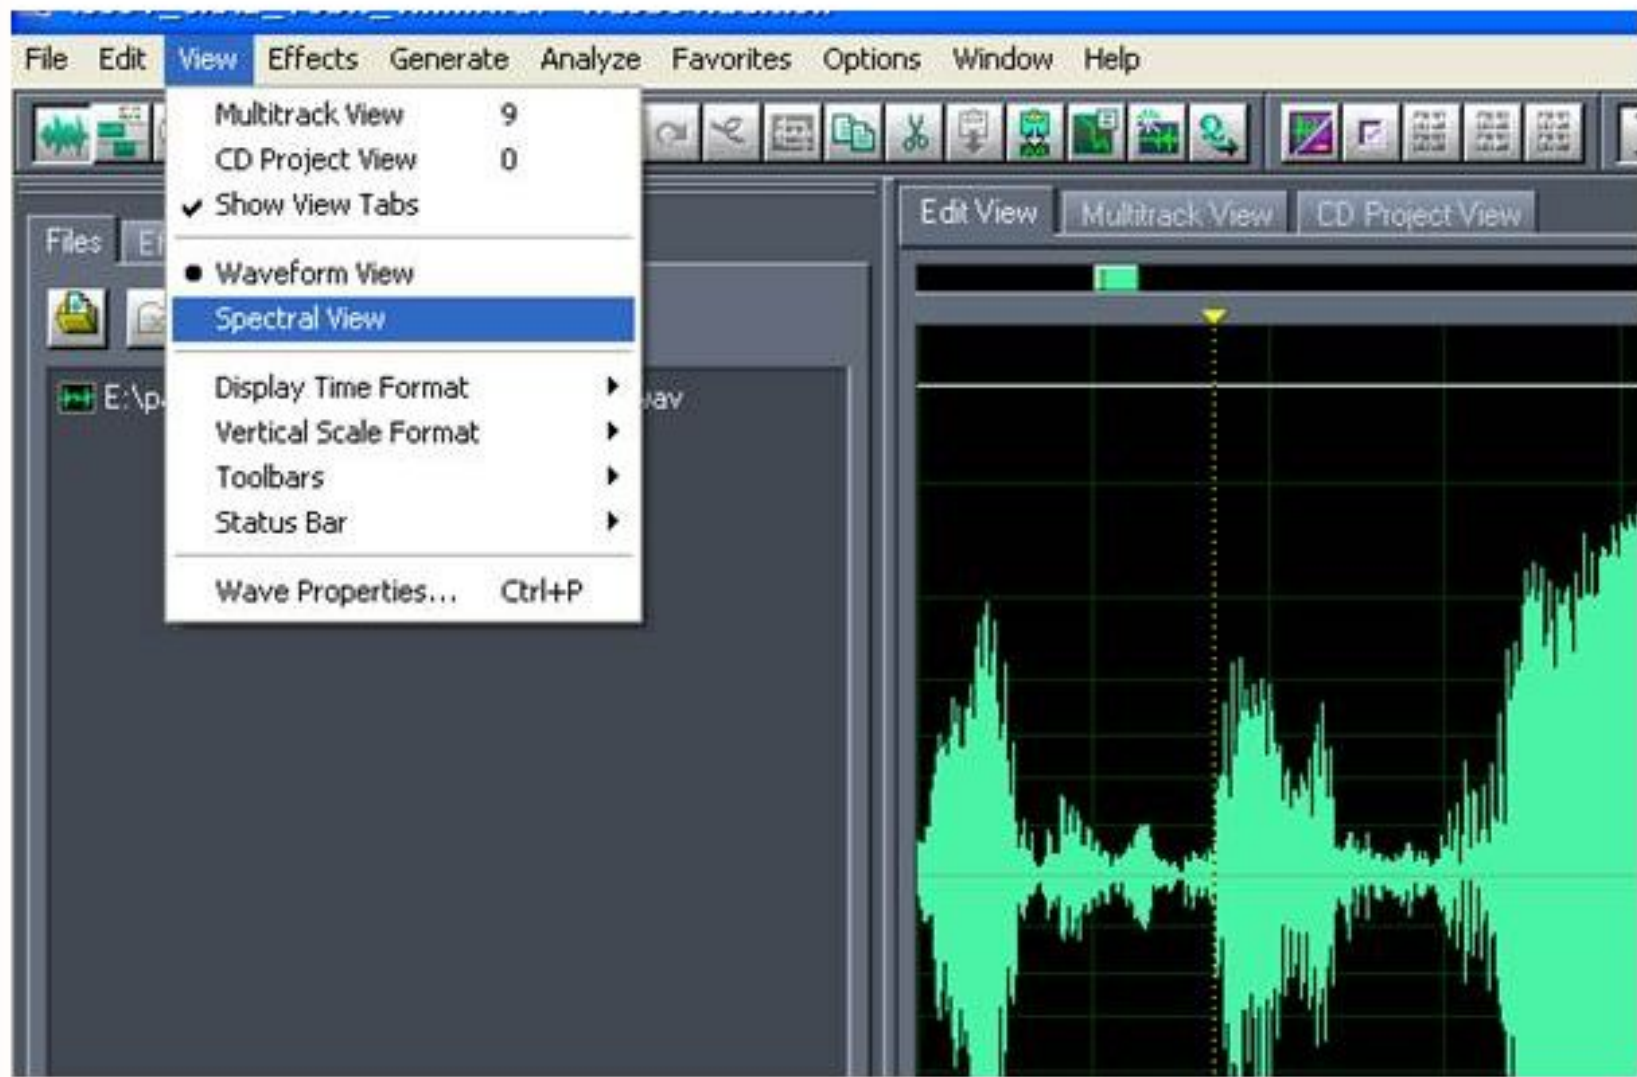 File Edit View Effects Generate Analyze Favorites Options Window Help
Multitrack View 9
CD Project View 0
Show View Tabs
Waveform View
Spectral View
Display Time Format
Vertical Scale Format
Toolbars
Status Bar
Wave Properties... Ctrl+P
Files
E:\p
wav
Edit View Multitrack View CD Project View